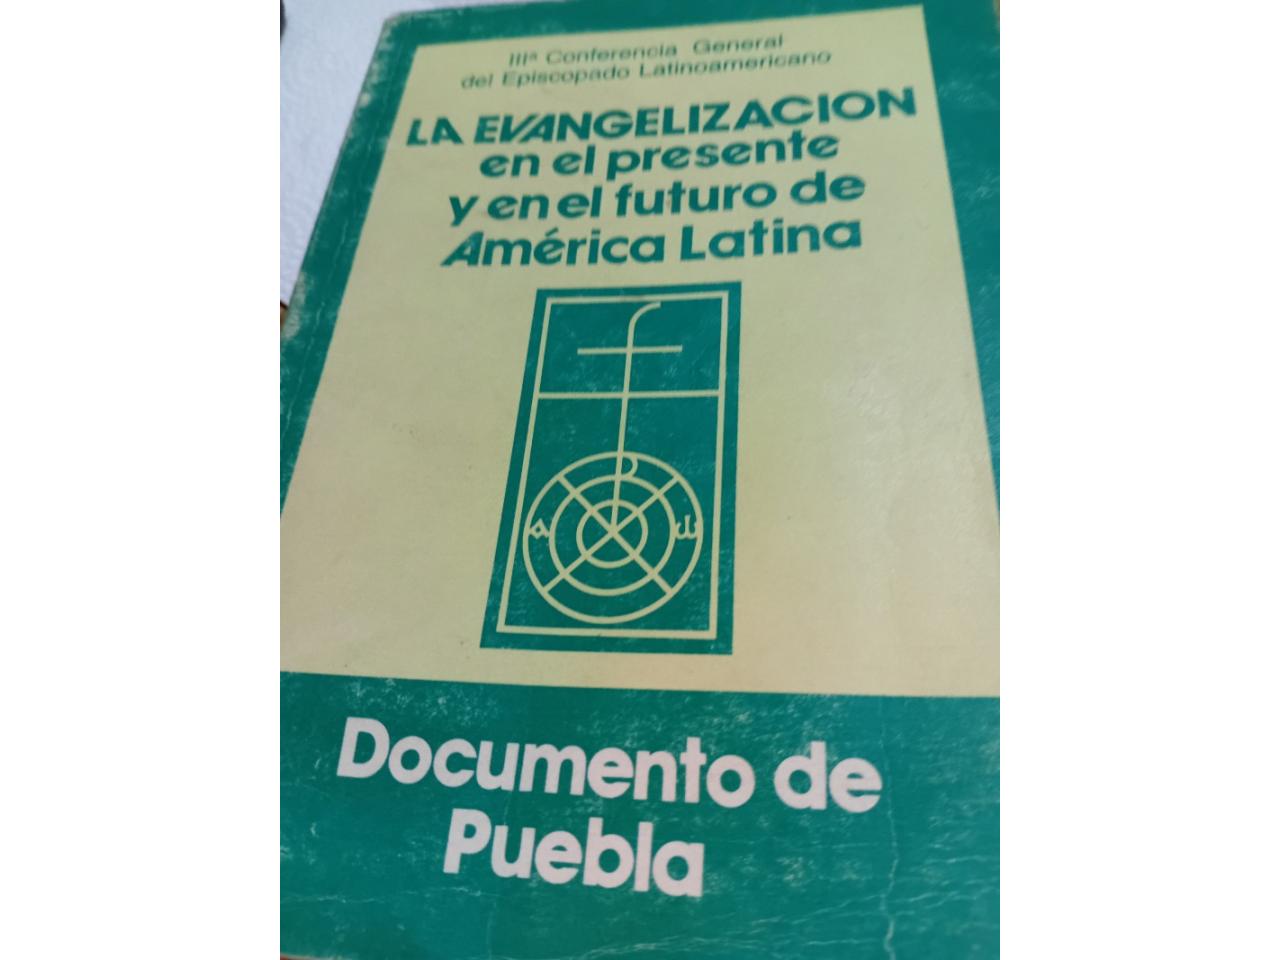 IIIª Conferencia General
del Episcopado Latinoamericano
LA EVANGELIZACION
en el presente
y en el futuro de
América Latina
A ω
Documento de
Puebla